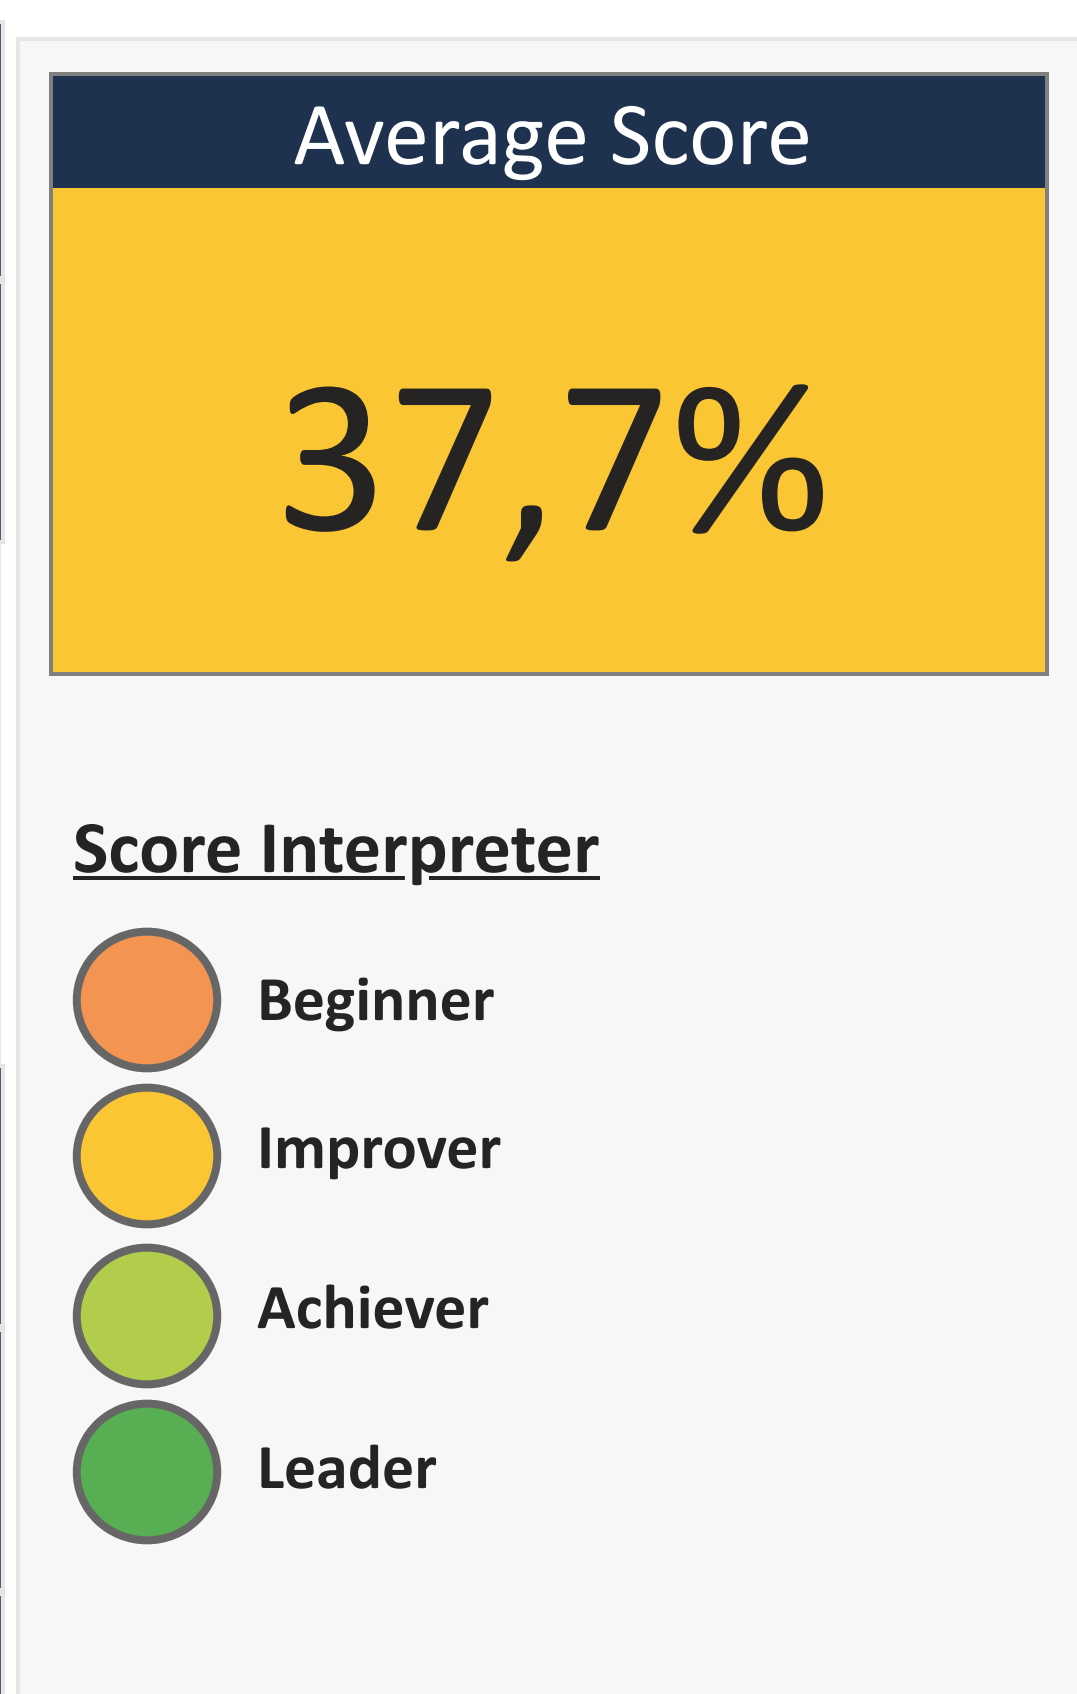 Average Score
37,7%
Score Interpreter
Beginner
Improver
Achiever
Leader